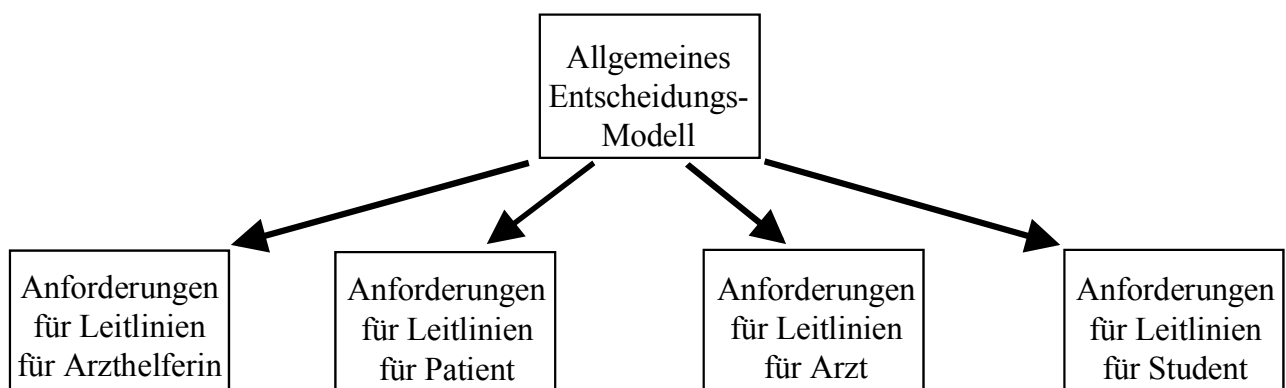 Allgemeines
Entscheidungs-
Modell
Anforderungen
für Leitlinien
für Arzthelferin
Anforderungen
für Leitlinien
für Patient
Anforderungen
für Leitlinien
für Arzt
Anforderungen
für Leitlinien
für Student